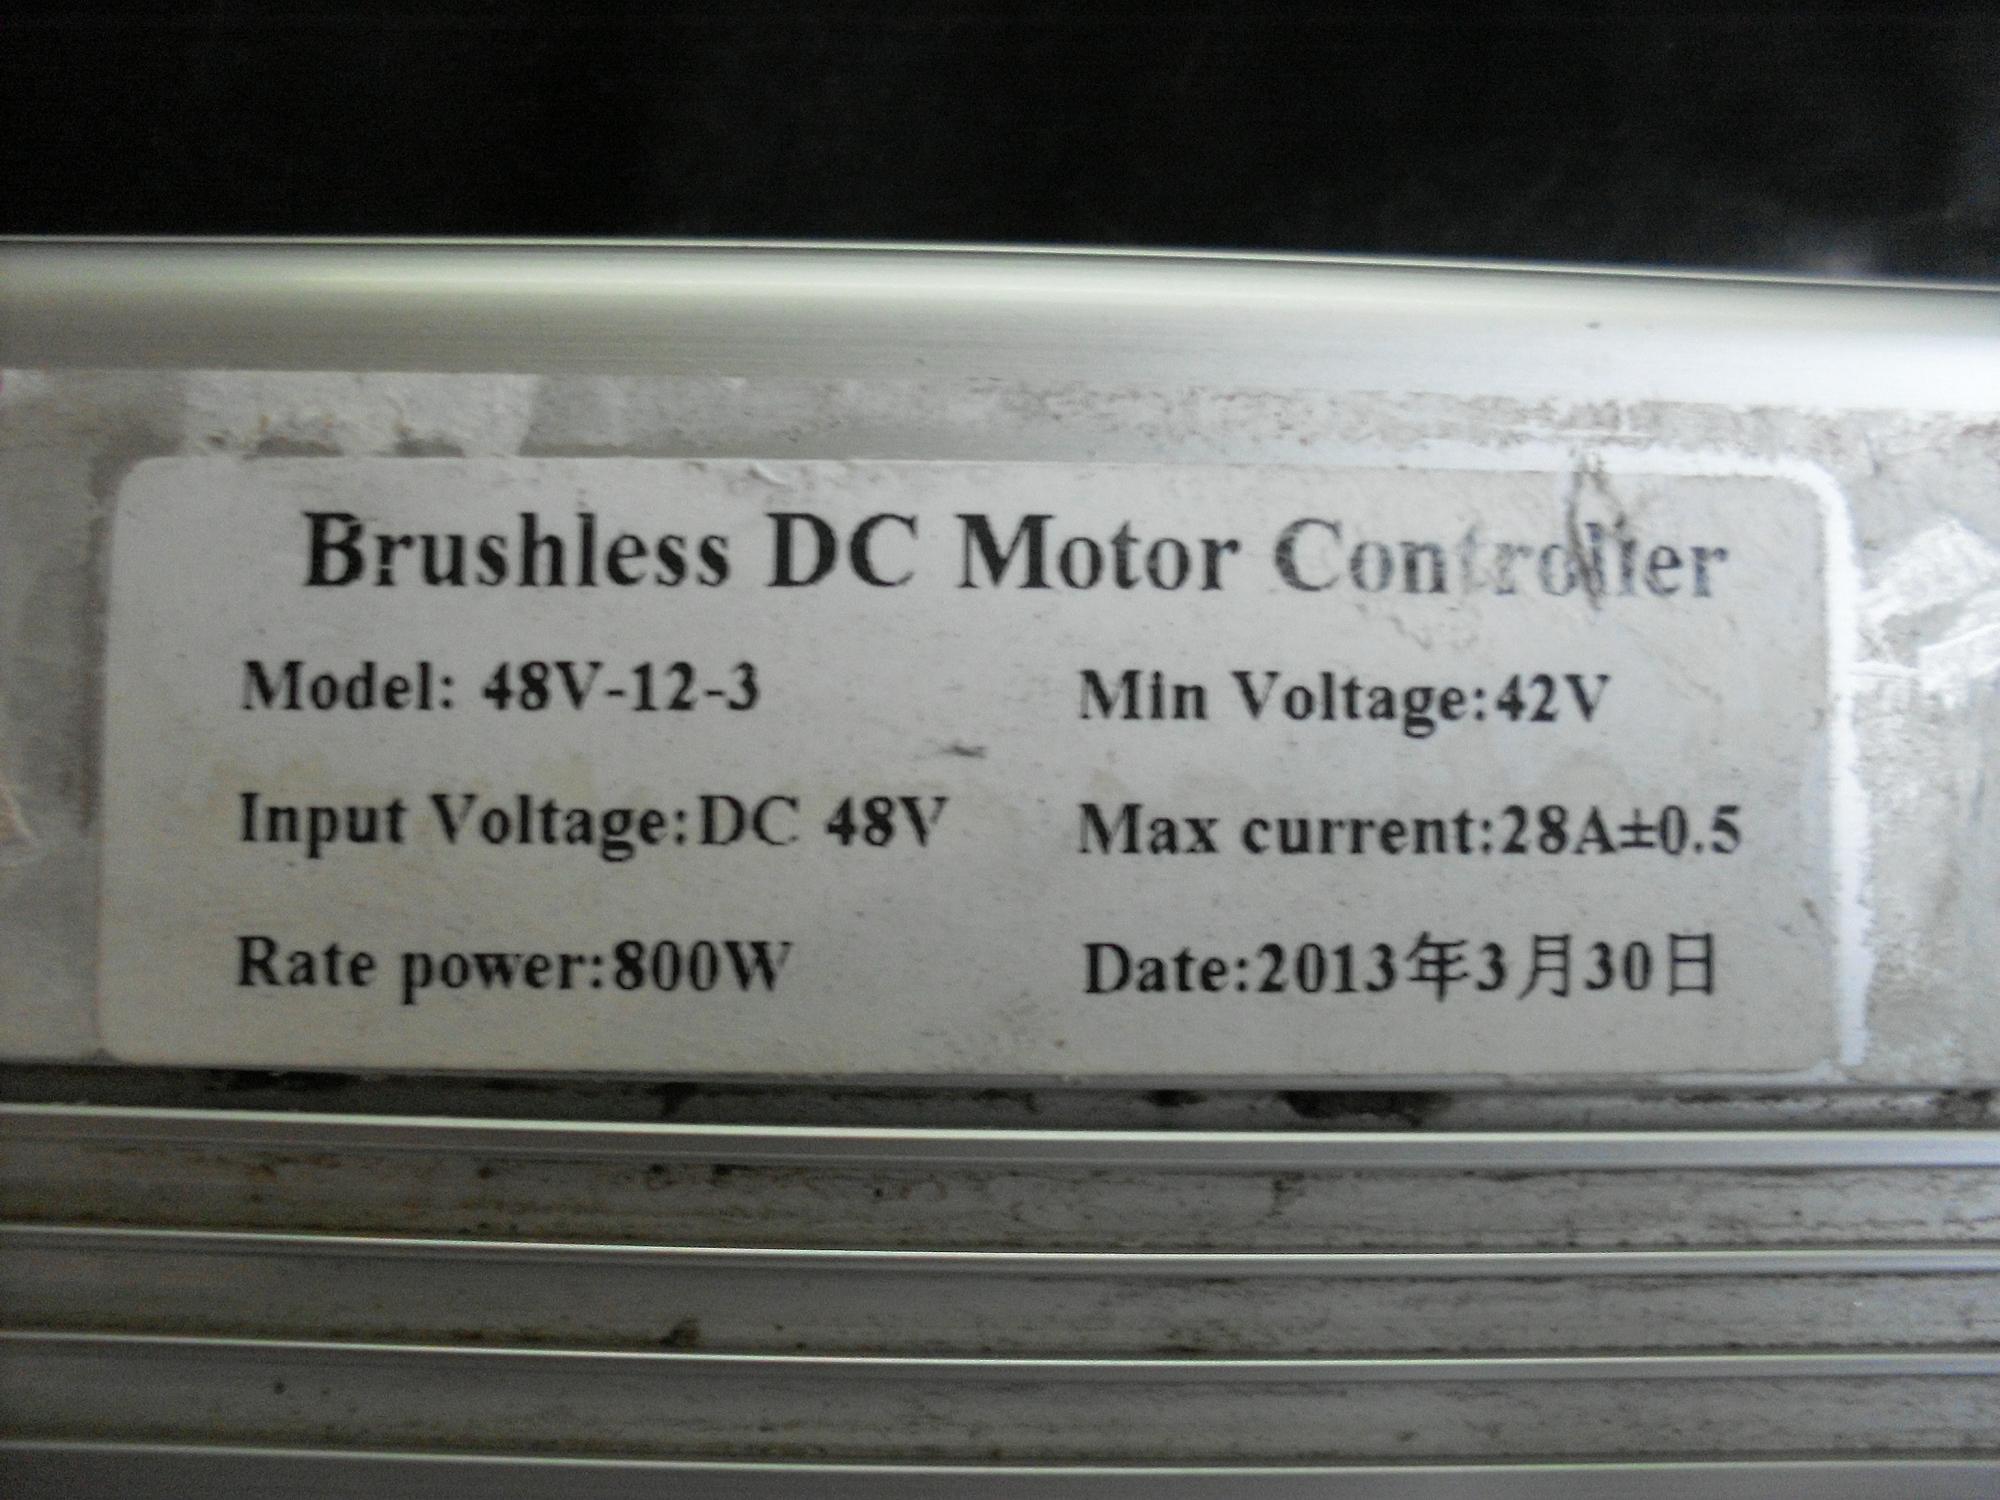 Brushless DC Motor Controller
Model: 48V-12-3 Min Voltage:42V
Input Voltage:DC 48V Max current:28A±0.5
Rate power:800W Date:2013年3月30日